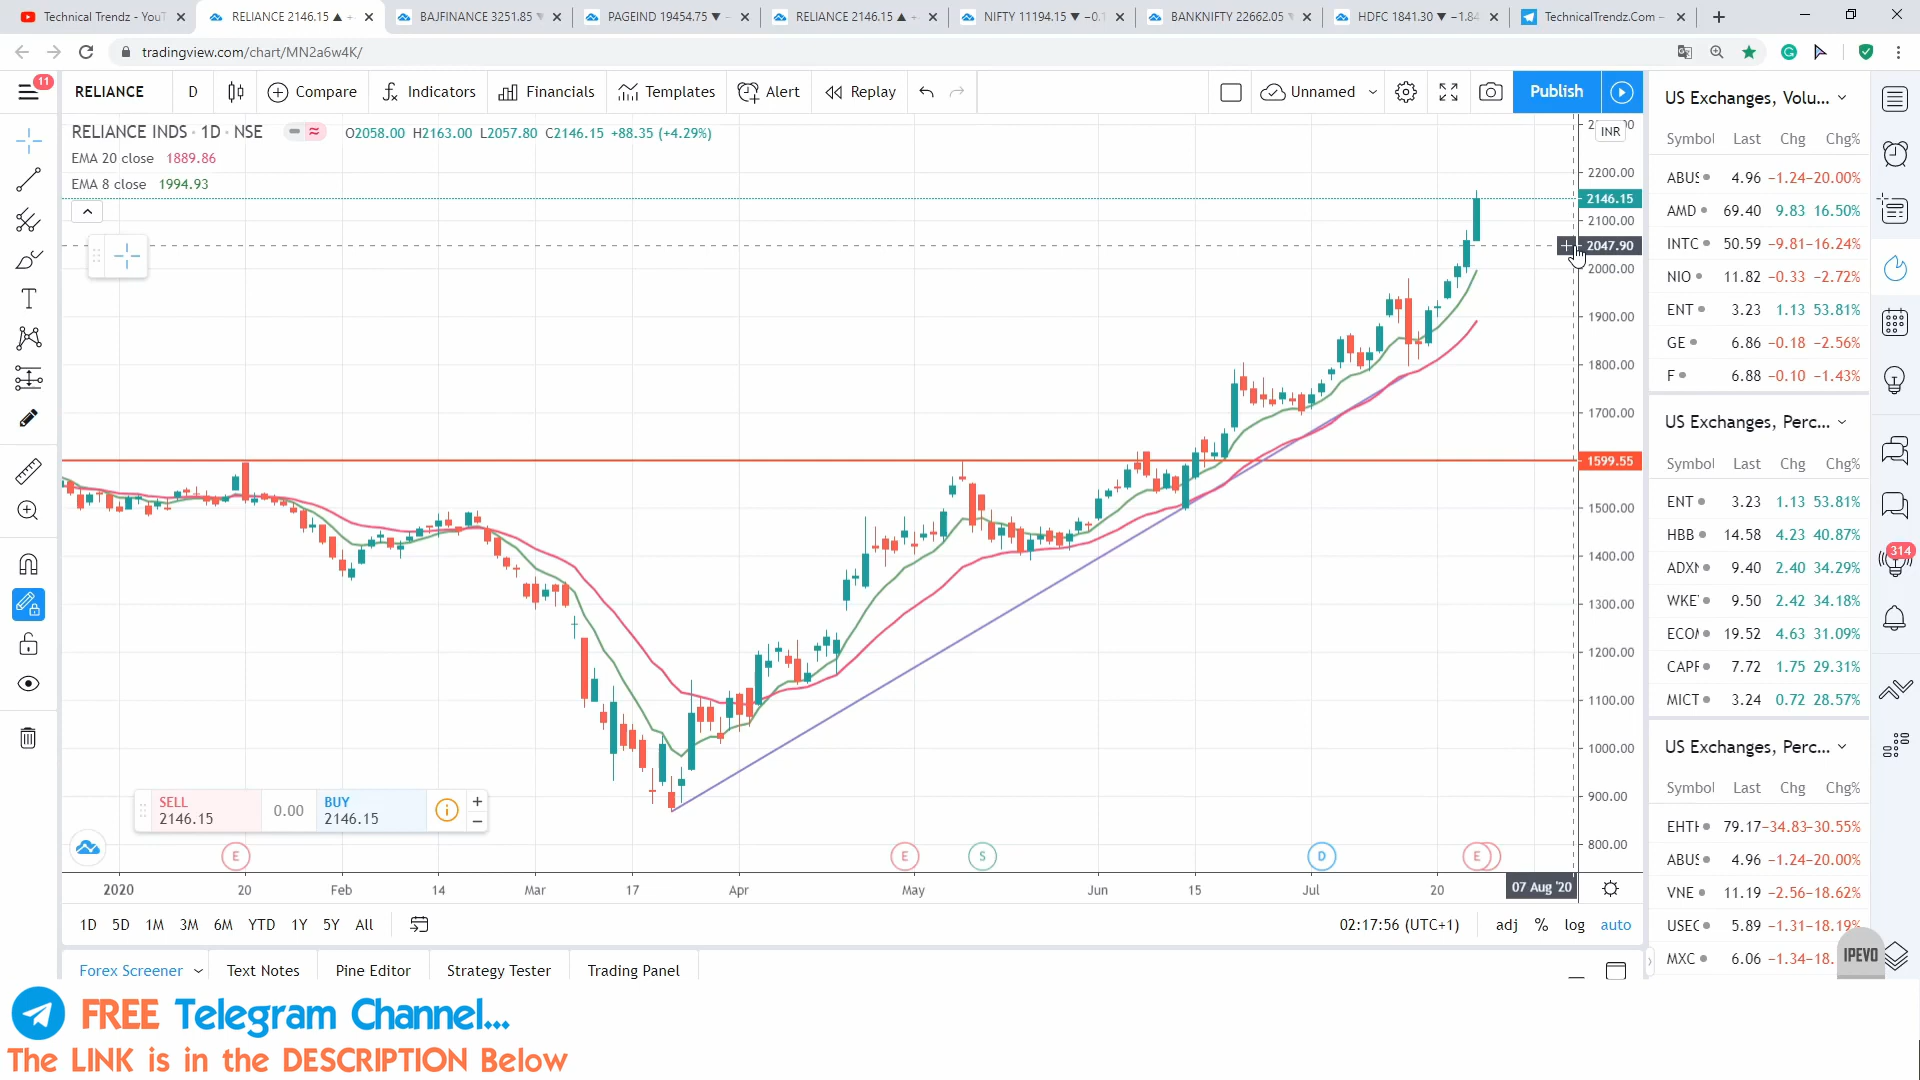 Technical Trendz - YouT
RELIANCE 2146.15 ▲ +
BAJFINANCE 3251.85 ▼
PAGEIND 19454.75 ▼ -
RELIANCE 2146.15 ▲ +
NIFTY 11194.15 ▼ -0.
BANKNIFTY 22662.05 ▼
HDFC 1841.30 ▼ -1.84
TechnicalTrendz.Com -
tradingview.com/chart/MN2a6w4K/
11
RELIANCE D Compare Indicators Financials Templates Alert Replay Unnamed Publish
RELIANCE INDS · 1D · NSE O2058.00 H2163.00 L2057.80 C2146.15 +88.35 (+4.29%)
EMA 20 close 1889.86
EMA 8 close 1994.93
INR
2200.00
2146.15
2100.00
2047.90
2000.00
1900.00
1800.00
1700.00
1599.55
1500.00
1400.00
1300.00
1200.00
1100.00
1000.00
900.00
800.00
SELL
2146.15
0.00
BUY
2146.15
E E S D E
2020 20 Feb 14 Mar 17 Apr May Jun 15 Jul 20 07 Aug '20
1D 5D 1M 3M 6M YTD 1Y 5Y All 02:17:56 (UTC+1) adj % log auto
Forex Screener Text Notes Pine Editor Strategy Tester Trading Panel
US Exchanges, Volu...
Symbol Last Chg Chg%
ABUS 4.96 −1.24 −20.00%
AMD 69.40 9.83 16.50%
INTC 50.59 −9.81 −16.24%
NIO 11.82 −0.33 −2.72%
ENT 3.23 1.13 53.81%
GE 6.86 −0.18 −2.56%
F 6.88 −0.10 −1.43%
US Exchanges, Perc...
Symbol Last Chg Chg%
ENT 3.23 1.13 53.81%
HBB 14.58 4.23 40.87%
ADXN 9.40 2.40 34.29%
WKE 9.50 2.42 34.18%
ECOM 19.52 4.63 31.09%
CAPR 7.72 1.75 29.31%
MICT 3.24 0.72 28.57%
US Exchanges, Perc...
Symbol Last Chg Chg%
EHTH 79.17 −34.83 −30.55%
ABUS 4.96 −1.24 −20.00%
VNE 11.19 −2.56 −18.62%
USEG 5.89 −1.31 −18.19%
MXC 6.06 −1.34 −18.
314
IPEVO
FREE Telegram Channel...
The LINK is in the DESCRIPTION Below